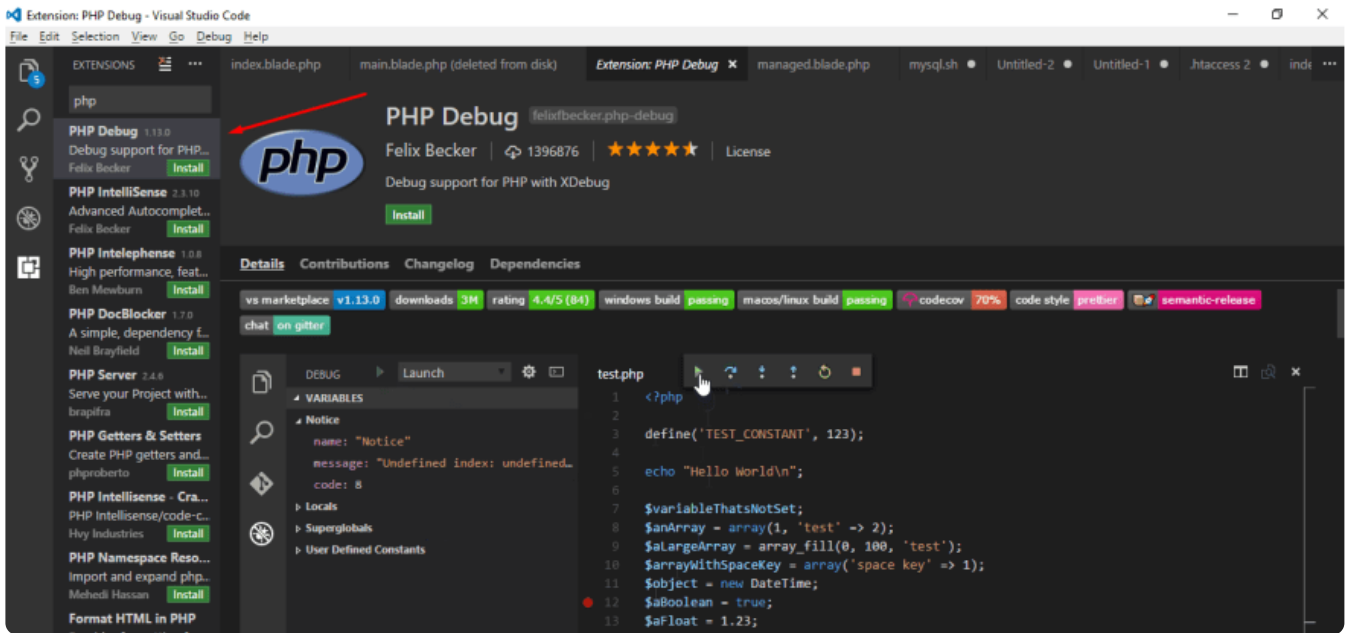 Extension: PHP Debug - Visual Studio Code
File Edit Selection View Go Debug Help
5
EXTENSIONS
index.blade.php main.blade.php (deleted from disk) Extension: PHP Debug × managed.blade.php mysql.sh ● Untitled-2 ● Untitled-1 ● .htaccess 2 ● inde ···
php
PHP Debug 1.13.0
Debug support for PHP...
Felix Becker Install
PHP IntelliSense 2.3.10
Advanced Autocomplet...
Felix Becker Install
PHP Intelephense 1.0.8
High performance, feat...
Ben Mewburn Install
PHP DocBlocker 1.7.0
A simple, dependency f...
Neil Brayfield Install
PHP Server 2.4.6
Serve your Project with...
brapifra Install
PHP Getters & Setters
Create PHP getters and...
phproberto Install
PHP Intellisense - Cra...
PHP Intellisense/code-c...
Hvy Industries Install
PHP Namespace Reso...
Import and expand php...
Mehedi Hassan Install
Format HTML in PHP
php
PHP Debug felixfbecker.php-debug
Felix Becker 1396876 License
Debug support for PHP with XDebug
Install
Details Contributions Changelog Dependencies
vs marketplace v1.13.0 downloads 3M rating 4.4/5 (84) windows build passing macos/linux build passing codecov 70% code style prettier semantic-release
chat on gitter
DEBUG Launch
VARIABLES
Notice
name: "Notice"
message: "Undefined index: undefined…
code: 8
Locals
Superglobals
User Defined Constants
test.php
1 <?php
2
3 define('TEST_CONSTANT', 123);
4
5 echo "Hello World\n";
6
7 $variableThatsNotSet;
8 $anArray = array(1, 'test' => 2);
9 $aLargeArray = array_fill(0, 100, 'test');
10 $arrayWithSpaceKey = array('space key' => 1);
11 $object = new DateTime;
12 $aBoolean = true;
13 $aFloat = 1.23;